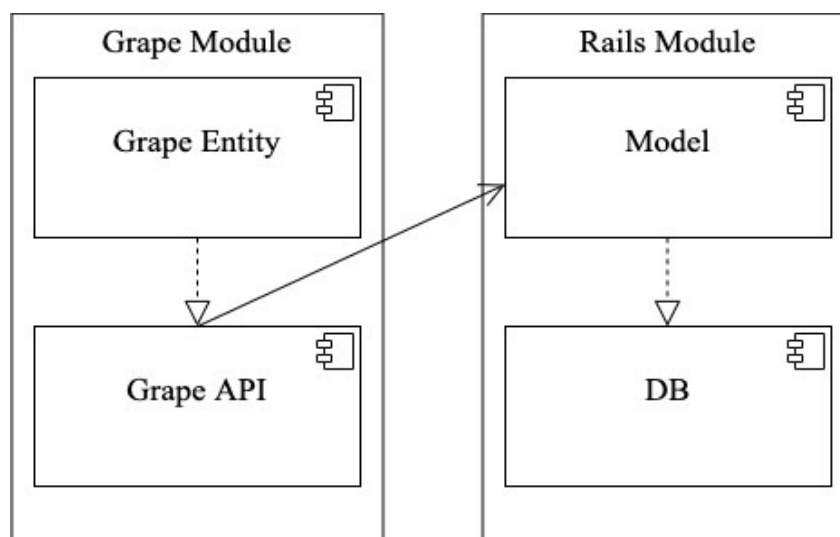 Grape Module
Grape Entity
Grape API
Rails Module
Model
DB